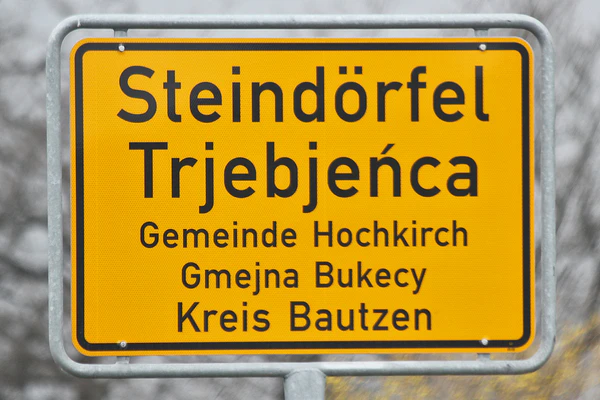 Steindörfel
Trjebjeńca
Gemeinde Hochkirch
Gmejna Bukecy
Kreis Bautzen